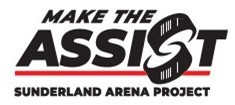 MAKE THE
ASSIST
SUNDERLAND ARENA PROJECT